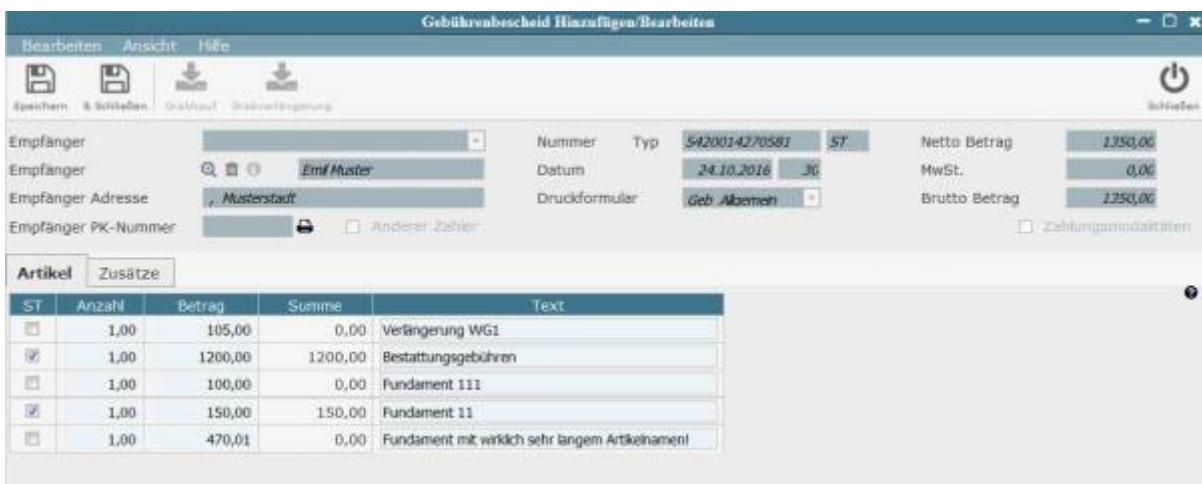 Gebührenbescheid Hinzufügen/Bearbeiten
Bearbeiten Ansicht Hilfe
Speichern & Schließen Grabkauf Grabverlängerung Schließen
Empfänger Nummer Typ 5420014270581 ST Netto Betrag 1350,00
Empfänger Emil Muster Datum 24.10.2016 30 MwSt. 0,00
Empfänger Adresse , Musterstadt Druckformular Geb Allgemein Brutto Betrag 1350,00
Empfänger PK-Nummer Anderer Zahler Zahlungsmodalitäten
Artikel Zusätze
ST Anzahl Betrag Summe Text
1,00 105,00 0,00 Verlängerung WG1
1,00 1200,00 1200,00 Bestattungsgebühren
1,00 100,00 0,00 Fundament 111
1,00 150,00 150,00 Fundament 11
1,00 470,01 0,00 Fundament mit wirklich sehr langem Artikelnamen!